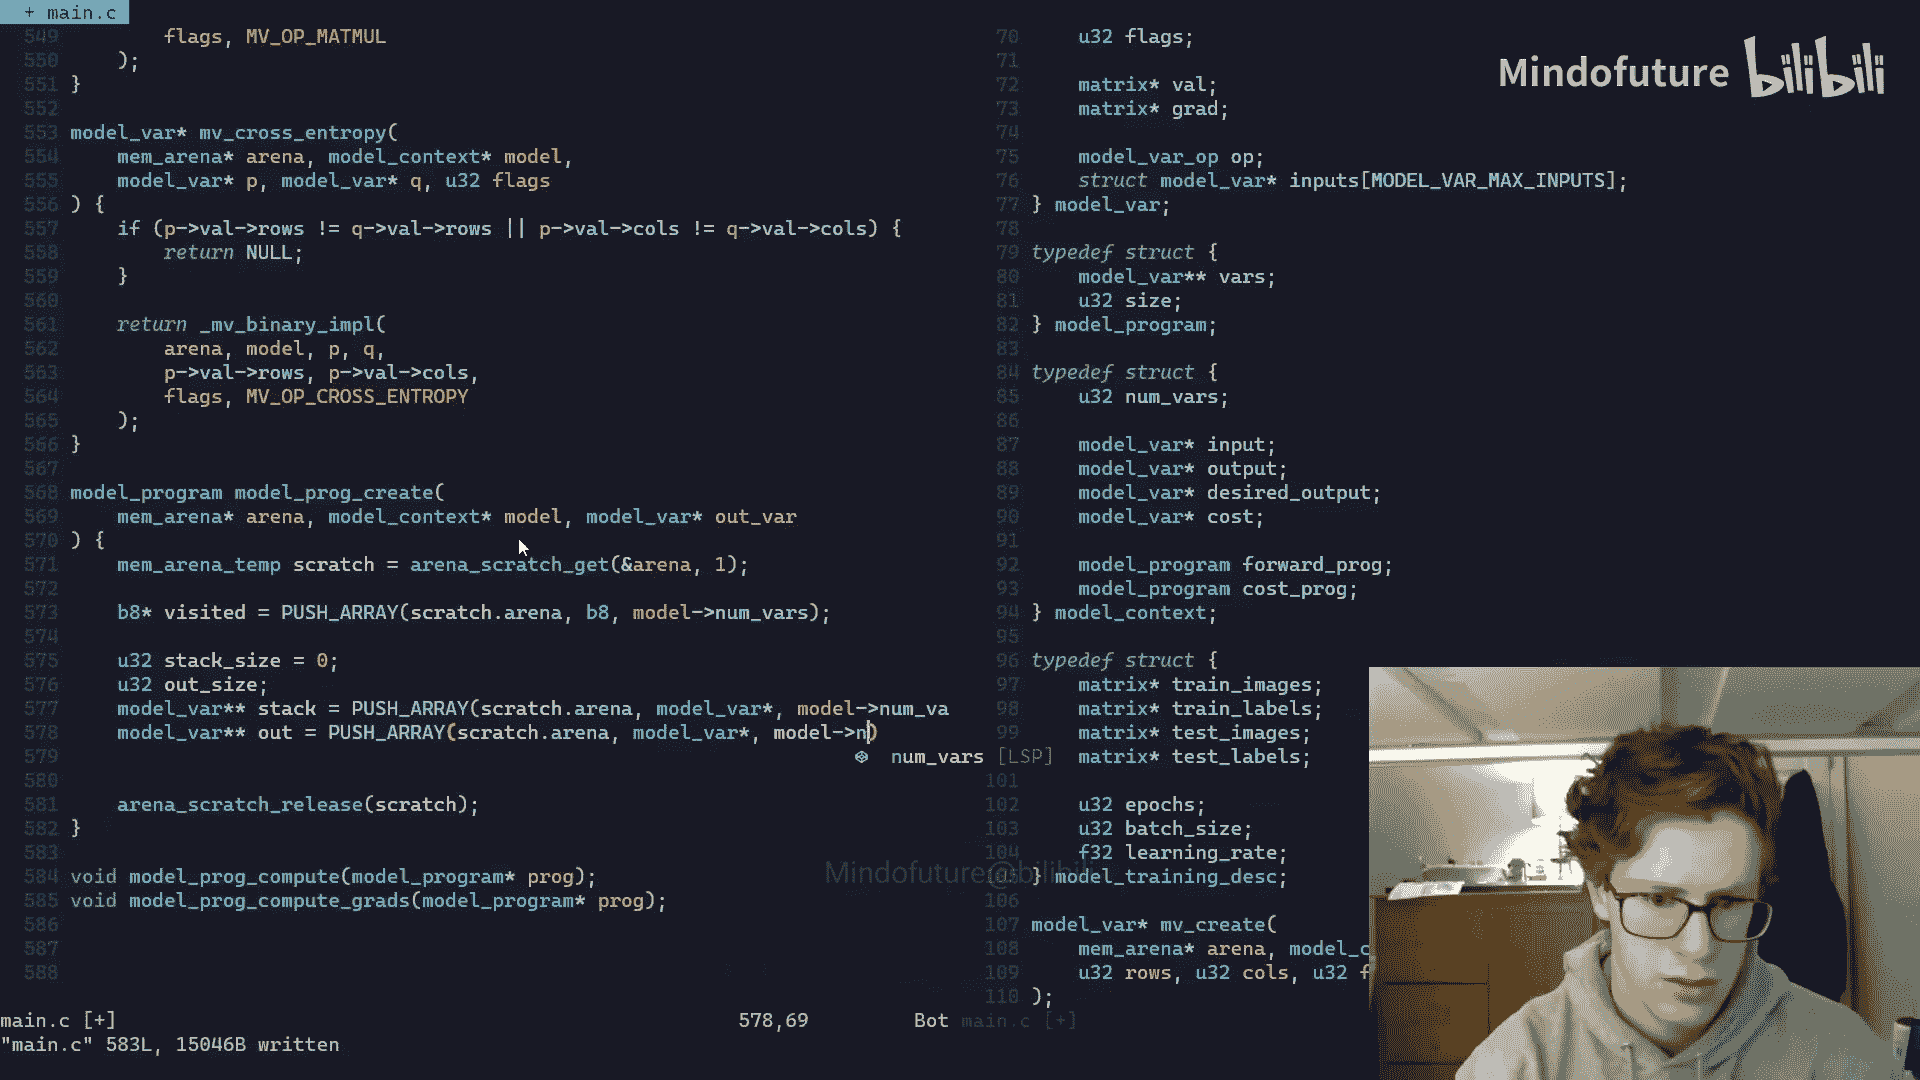 + main.c
549 flags, MV_OP_MATMUL
550 );
551 }
552
553 model_var* mv_cross_entropy(
554 mem_arena* arena, model_context* model,
555 model_var* p, model_var* q, u32 flags
556 ) {
557 if (p->val->rows != q->val->rows || p->val->cols != q->val->cols) {
558 return NULL;
559 }
560
561 return _mv_binary_impl(
562 arena, model, p, q,
563 p->val->rows, p->val->cols,
564 flags, MV_OP_CROSS_ENTROPY
565 );
566 }
567
568 model_program model_prog_create(
569 mem_arena* arena, model_context* model, model_var* out_var
570 ) {
571 mem_arena_temp scratch = arena_scratch_get(&arena, 1);
572
573 b8* visited = PUSH_ARRAY(scratch.arena, b8, model->num_vars);
574
575 u32 stack_size = 0;
576 u32 out_size;
577 model_var** stack = PUSH_ARRAY(scratch.arena, model_var*, model->num_va
578 model_var** out = PUSH_ARRAY(scratch.arena, model_var*, model->n)
579 num_vars [LSP]
580
581 arena_scratch_release(scratch);
582 }
583
584 void model_prog_compute(model_program* prog);
585 void model_prog_compute_grads(model_program* prog);
586
587
588
main.c [+] 578,69 Bot
"main.c" 583L, 15046B written
70 u32 flags;
71
72 matrix* val;
73 matrix* grad;
74
75 model_var_op op;
76 struct model_var* inputs[MODEL_VAR_MAX_INPUTS];
77 } model_var;
78
79 typedef struct {
80 model_var** vars;
81 u32 size;
82 } model_program;
83
84 typedef struct {
85 u32 num_vars;
86
87 model_var* input;
88 model_var* output;
89 model_var* desired_output;
90 model_var* cost;
91
92 model_program forward_prog;
93 model_program cost_prog;
94 } model_context;
95
96 typedef struct {
97 matrix* train_images;
98 matrix* train_labels;
99 matrix* test_images;
matrix* test_labels;
101
102 u32 epochs;
103 u32 batch_size;
104 f32 learning_rate;
105 } model_training_desc;
106
107 model_var* mv_create(
108 mem_arena* arena, model_c
109 u32 rows, u32 cols, u32 f
110 );
main.c [+]
Mindofuture bilibili
Mindofuture@bilibili